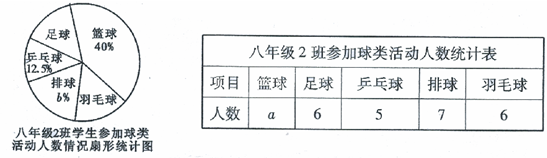 足球
篮球
40%
乒乓球
12.5%
排球
b%
羽毛球
八年级2班学生参加球类
活动人数情况扇形统计图
八年级2班参加球类活动人数统计表
项目 篮球 足球 乒乓球 排球 羽毛球
人数 a 6 5 7 6